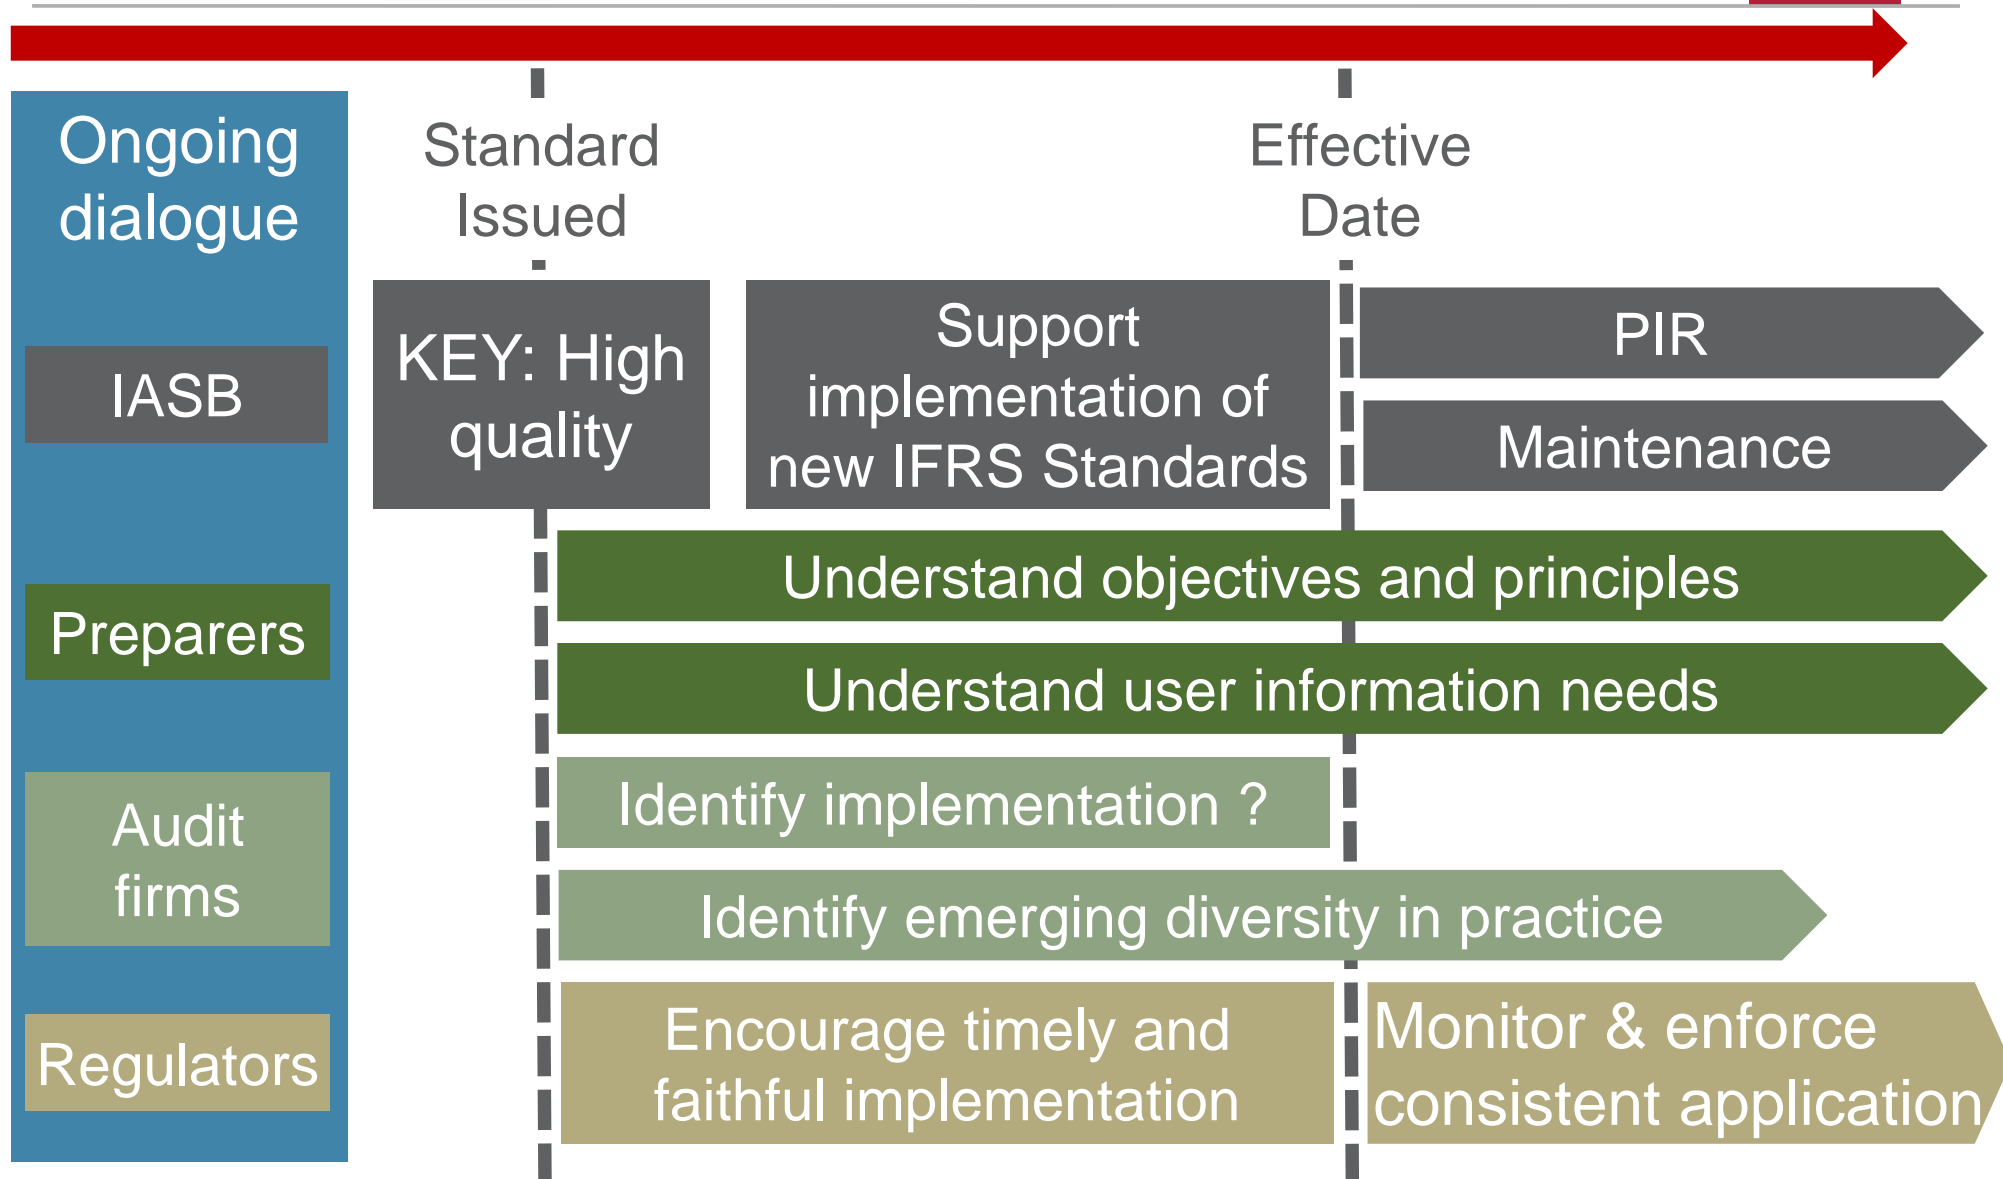 Ongoing
dialogue
Standard
Issued
Effective
Date
IASB
KEY: High
quality
Support
implementation of
new IFRS Standards
PIR
Maintenance
Preparers
Understand objectives and principles
Understand user information needs
Audit
firms
Identify implementation ?
Identify emerging diversity in practice
Regulators
Encourage timely and
faithful implementation
Monitor & enforce
consistent application